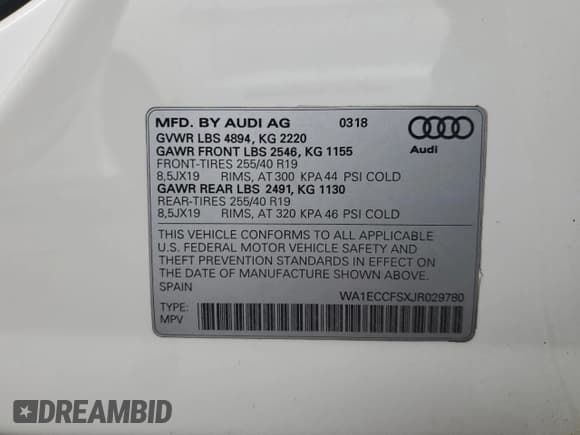 MFD. BY AUDI AG 0318
GVWR LBS 4894, KG 2220
GAWR FRONT LBS 2546, KG 1155
FRONT-TIRES 255/40 R19
8,5JX19 RIMS, AT 300 KPA 44 PSI COLD
GAWR REAR LBS 2491, KG 1130
REAR-TIRES 255/40 R19
8,5JX19 RIMS, AT 320 KPA 46 PSI COLD
Audi
THIS VEHICLE CONFORMS TO ALL APPLICABLE
U.S. FEDERAL MOTOR VEHICLE SAFETY AND
THEFT PREVENTION STANDARDS IN EFFECT ON
THE DATE OF MANUFACTURE SHOWN ABOVE.
SPAIN
WA1ECCFSXJR029780
TYPE:
MPV
DREAMBID